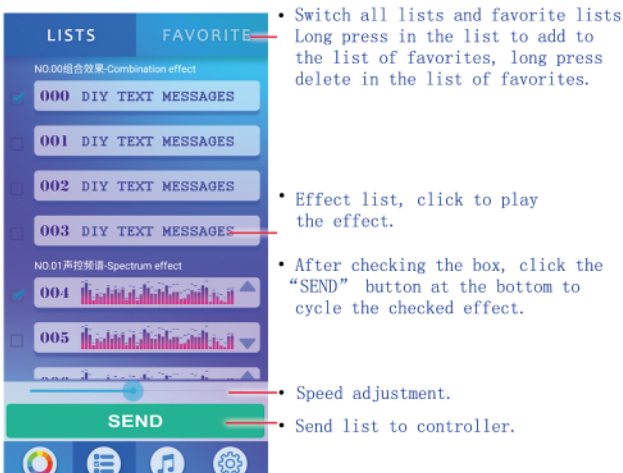 LISTS
FAVORITE
NO.00组合效果-Combination effect
000 DIY TEXT MESSAGES
001 DIY TEXT MESSAGES
002 DIY TEXT MESSAGES
003 DIY TEXT MESSAGES
NO.01声控频谱-Spectrum effect
004
005
SEND
• Switch all lists and favorite lists
Long press in the list to add to
the list of favorites, long press
delete in the list of favorites.
• Effect list, click to play
the effect.
• After checking the box, click the
“SEND” button at the bottom to
cycle the checked effect.
• Speed adjustment.
• Send list to controller.